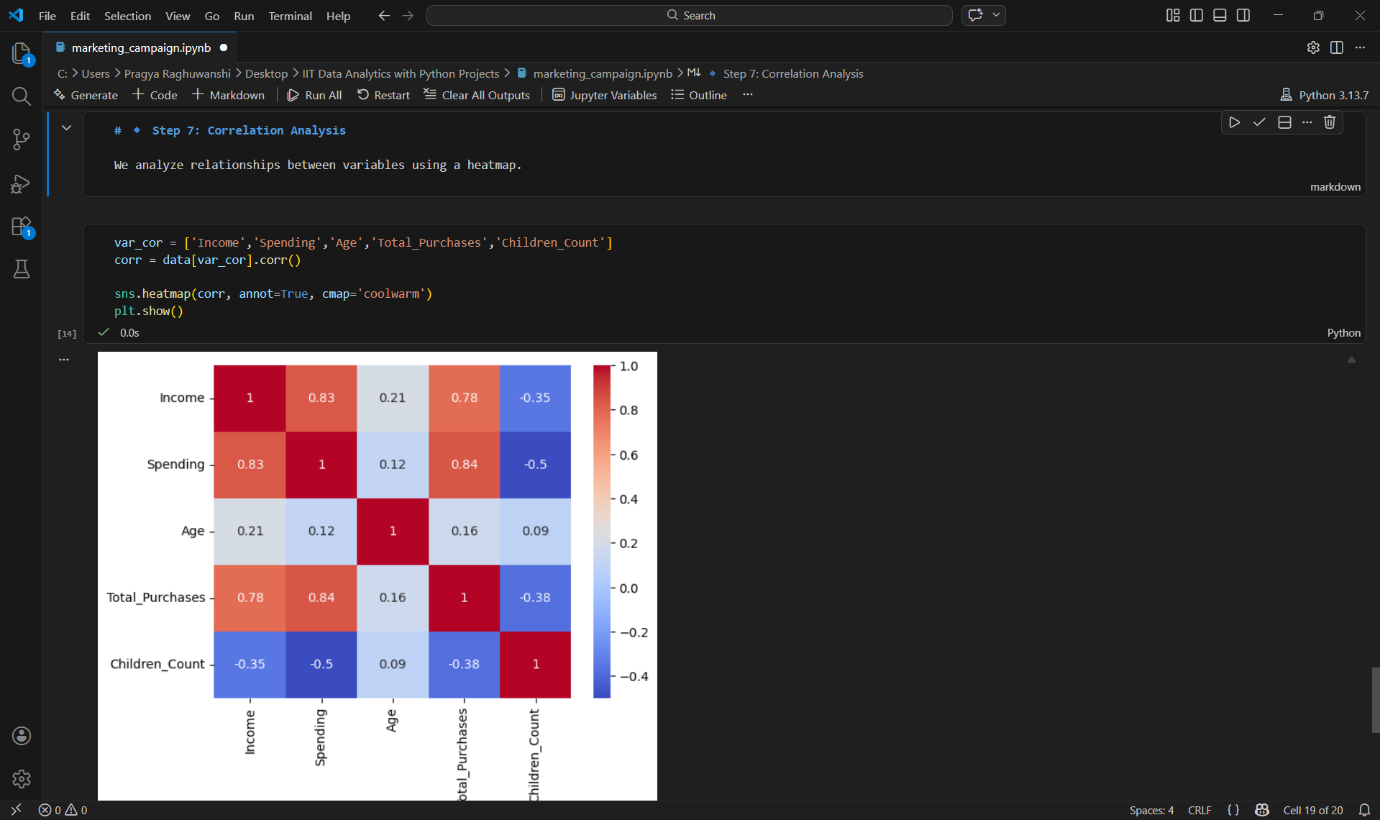 File Edit Selection View Go Run Terminal Help
Search
marketing_campaign.ipynb
C: > Users > Pragya Raghuwanshi > Desktop > IIT Data Analytics with Python Projects > marketing_campaign.ipynb > M↓ Step 7: Correlation Analysis
Generate + Code + Markdown Run All Restart Clear All Outputs Jupyter Variables Outline ...
Python 3.13.7
# 🔹 Step 7: Correlation Analysis
We analyze relationships between variables using a heatmap.
markdown
var_cor = ['Income','Spending','Age','Total_Purchases','Children_Count']
corr = data[var_cor].corr()
sns.heatmap(corr, annot=True, cmap='coolwarm')
plt.show()
[14]
0.0s
Python
Income 1 0.83 0.21 0.78 -0.35
Spending 0.83 1 0.12 0.84 -0.5
Age 0.21 0.12 1 0.16 0.09
Total_Purchases 0.78 0.84 0.16 1 -0.38
Children_Count -0.35 -0.5 0.09 -0.38 1
1.0
0.8
0.6
0.4
0.2
0.0
−0.2
−0.4
Income
Spending
Age
otal_Purchases
hildren_Count
1
1
0 0
Spaces: 4 CRLF { } Cell 19 of 20